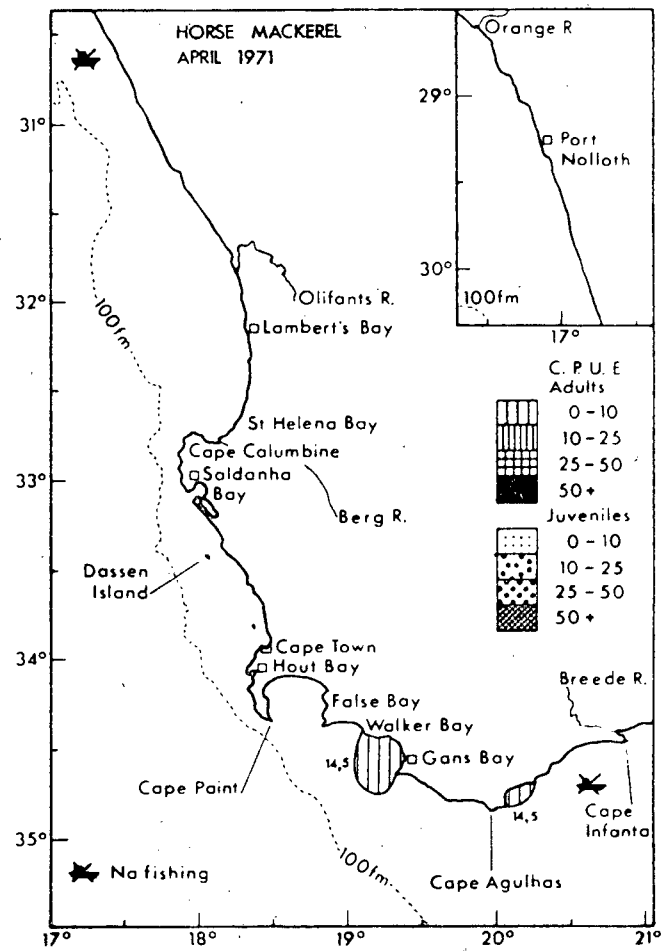 HORSE MACKEREL
APRIL 1971
Orange R
29°
Port
Nolloth
30°
100fm
17°
31°
32°
33°
34°
35°
100fm
Olifants R.
Lambert's Bay
St Helena Bay
Cape Calumbine
Saldanha
Bay
Berg R.
Dassen
Island
Cape Town
Hout Bay
False Bay
Walker Bay
Gans Bay
14,5
14,5
Cape Paint
Breede R.
Cape
Infanta
Cape Agulhas
100fm
C. P. U. E
Adults
0-10
10-25
25-50
50+
Juveniles
0-10
10-25
25-50
50+
Na fishing
17°
18°
19°
20°
21°